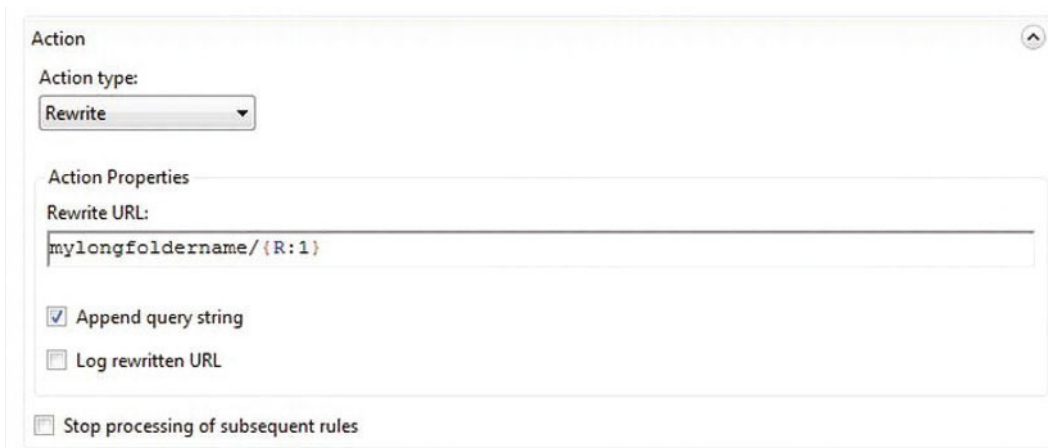 Action
Action type:
Rewrite
Action Properties
Rewrite URL:
mylongfoldername/{R:1}
Append query string
Log rewritten URL
Stop processing of subsequent rules